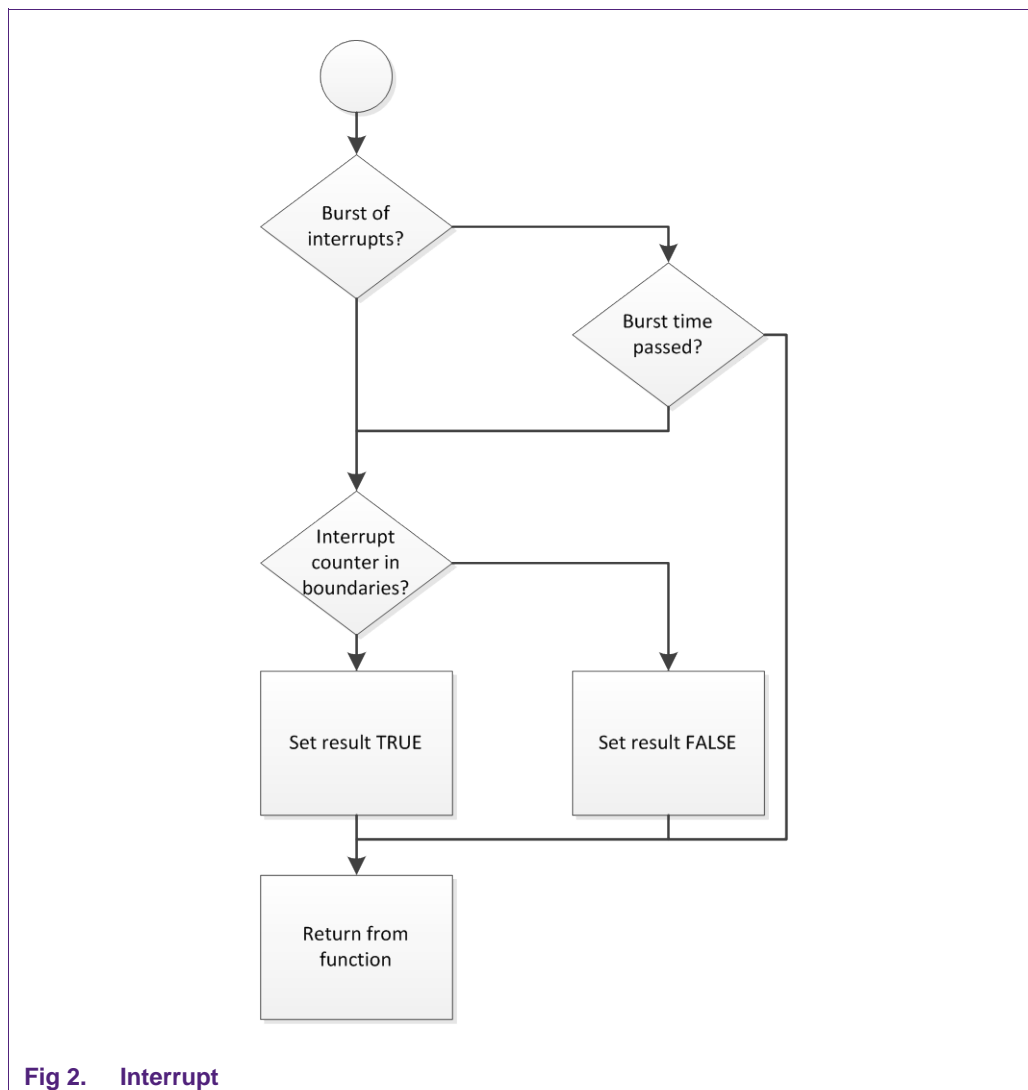 Burst of
interrupts?
Burst time
passed?
Interrupt
counter in
boundaries?
Set result TRUE
Set result FALSE
Return from
function
Fig 2. Interrupt